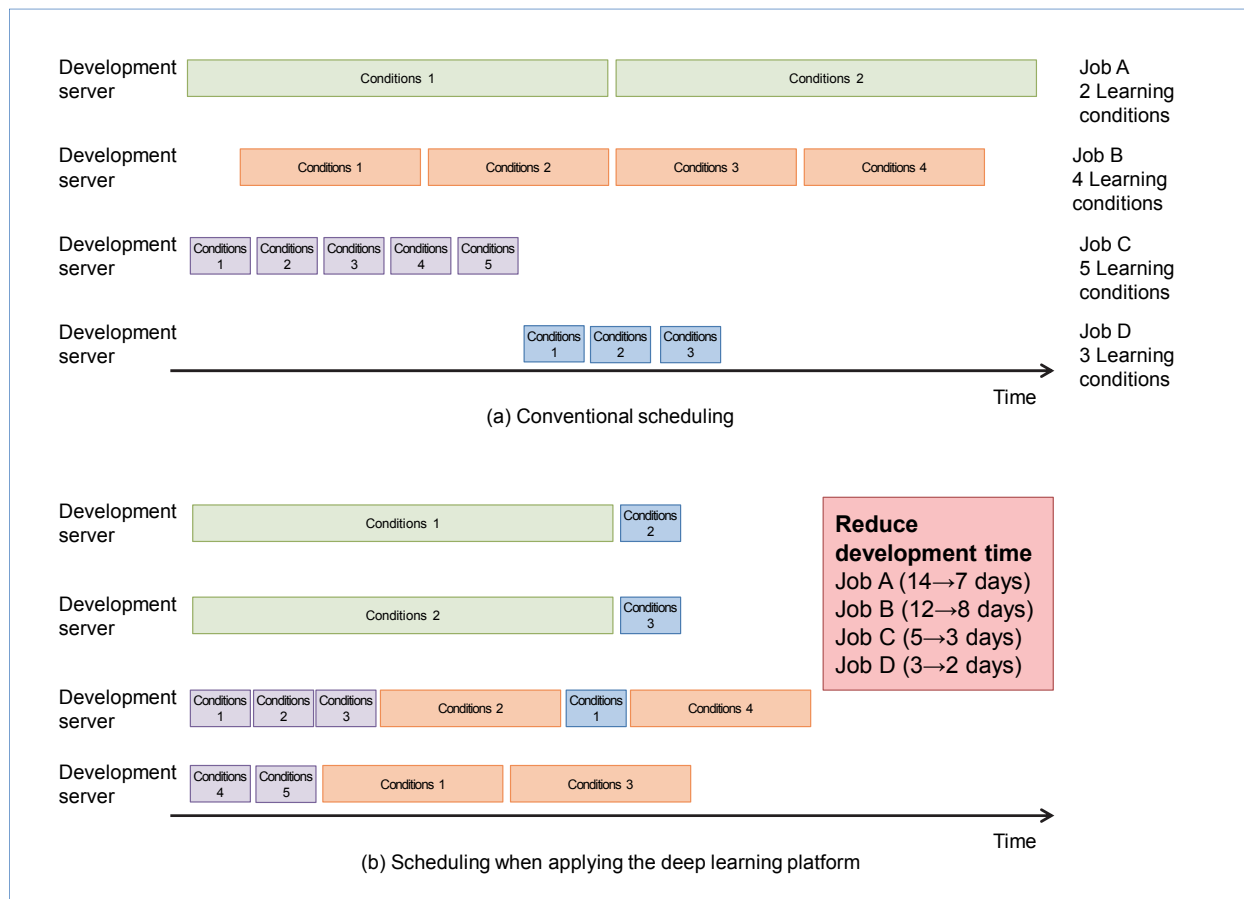 Development
server
Conditions 1
Conditions 2
Job A
2 Learning
conditions
Development
server
Conditions 1
Conditions 2
Conditions 3
Conditions 4
Job B
4 Learning
conditions
Development
server
Conditions
1
Conditions
2
Conditions
3
Conditions
4
Conditions
5
Job C
5 Learning
conditions
Development
server
Conditions
1
Conditions
2
Conditions
3
Job D
3 Learning
conditions
Time
(a) Conventional scheduling
Development
server
Conditions 1
Conditions
2
Development
server
Conditions 2
Conditions
3
Reduce
development time
Job A (14→7 days)
Job B (12→8 days)
Job C (5→3 days)
Job D (3→2 days)
Development
server
Conditions
1
Conditions
2
Conditions
3
Conditions 2
Conditions
1
Conditions 4
Development
server
Conditions
4
Conditions
5
Conditions 1
Conditions 3
Time
(b) Scheduling when applying the deep learning platform